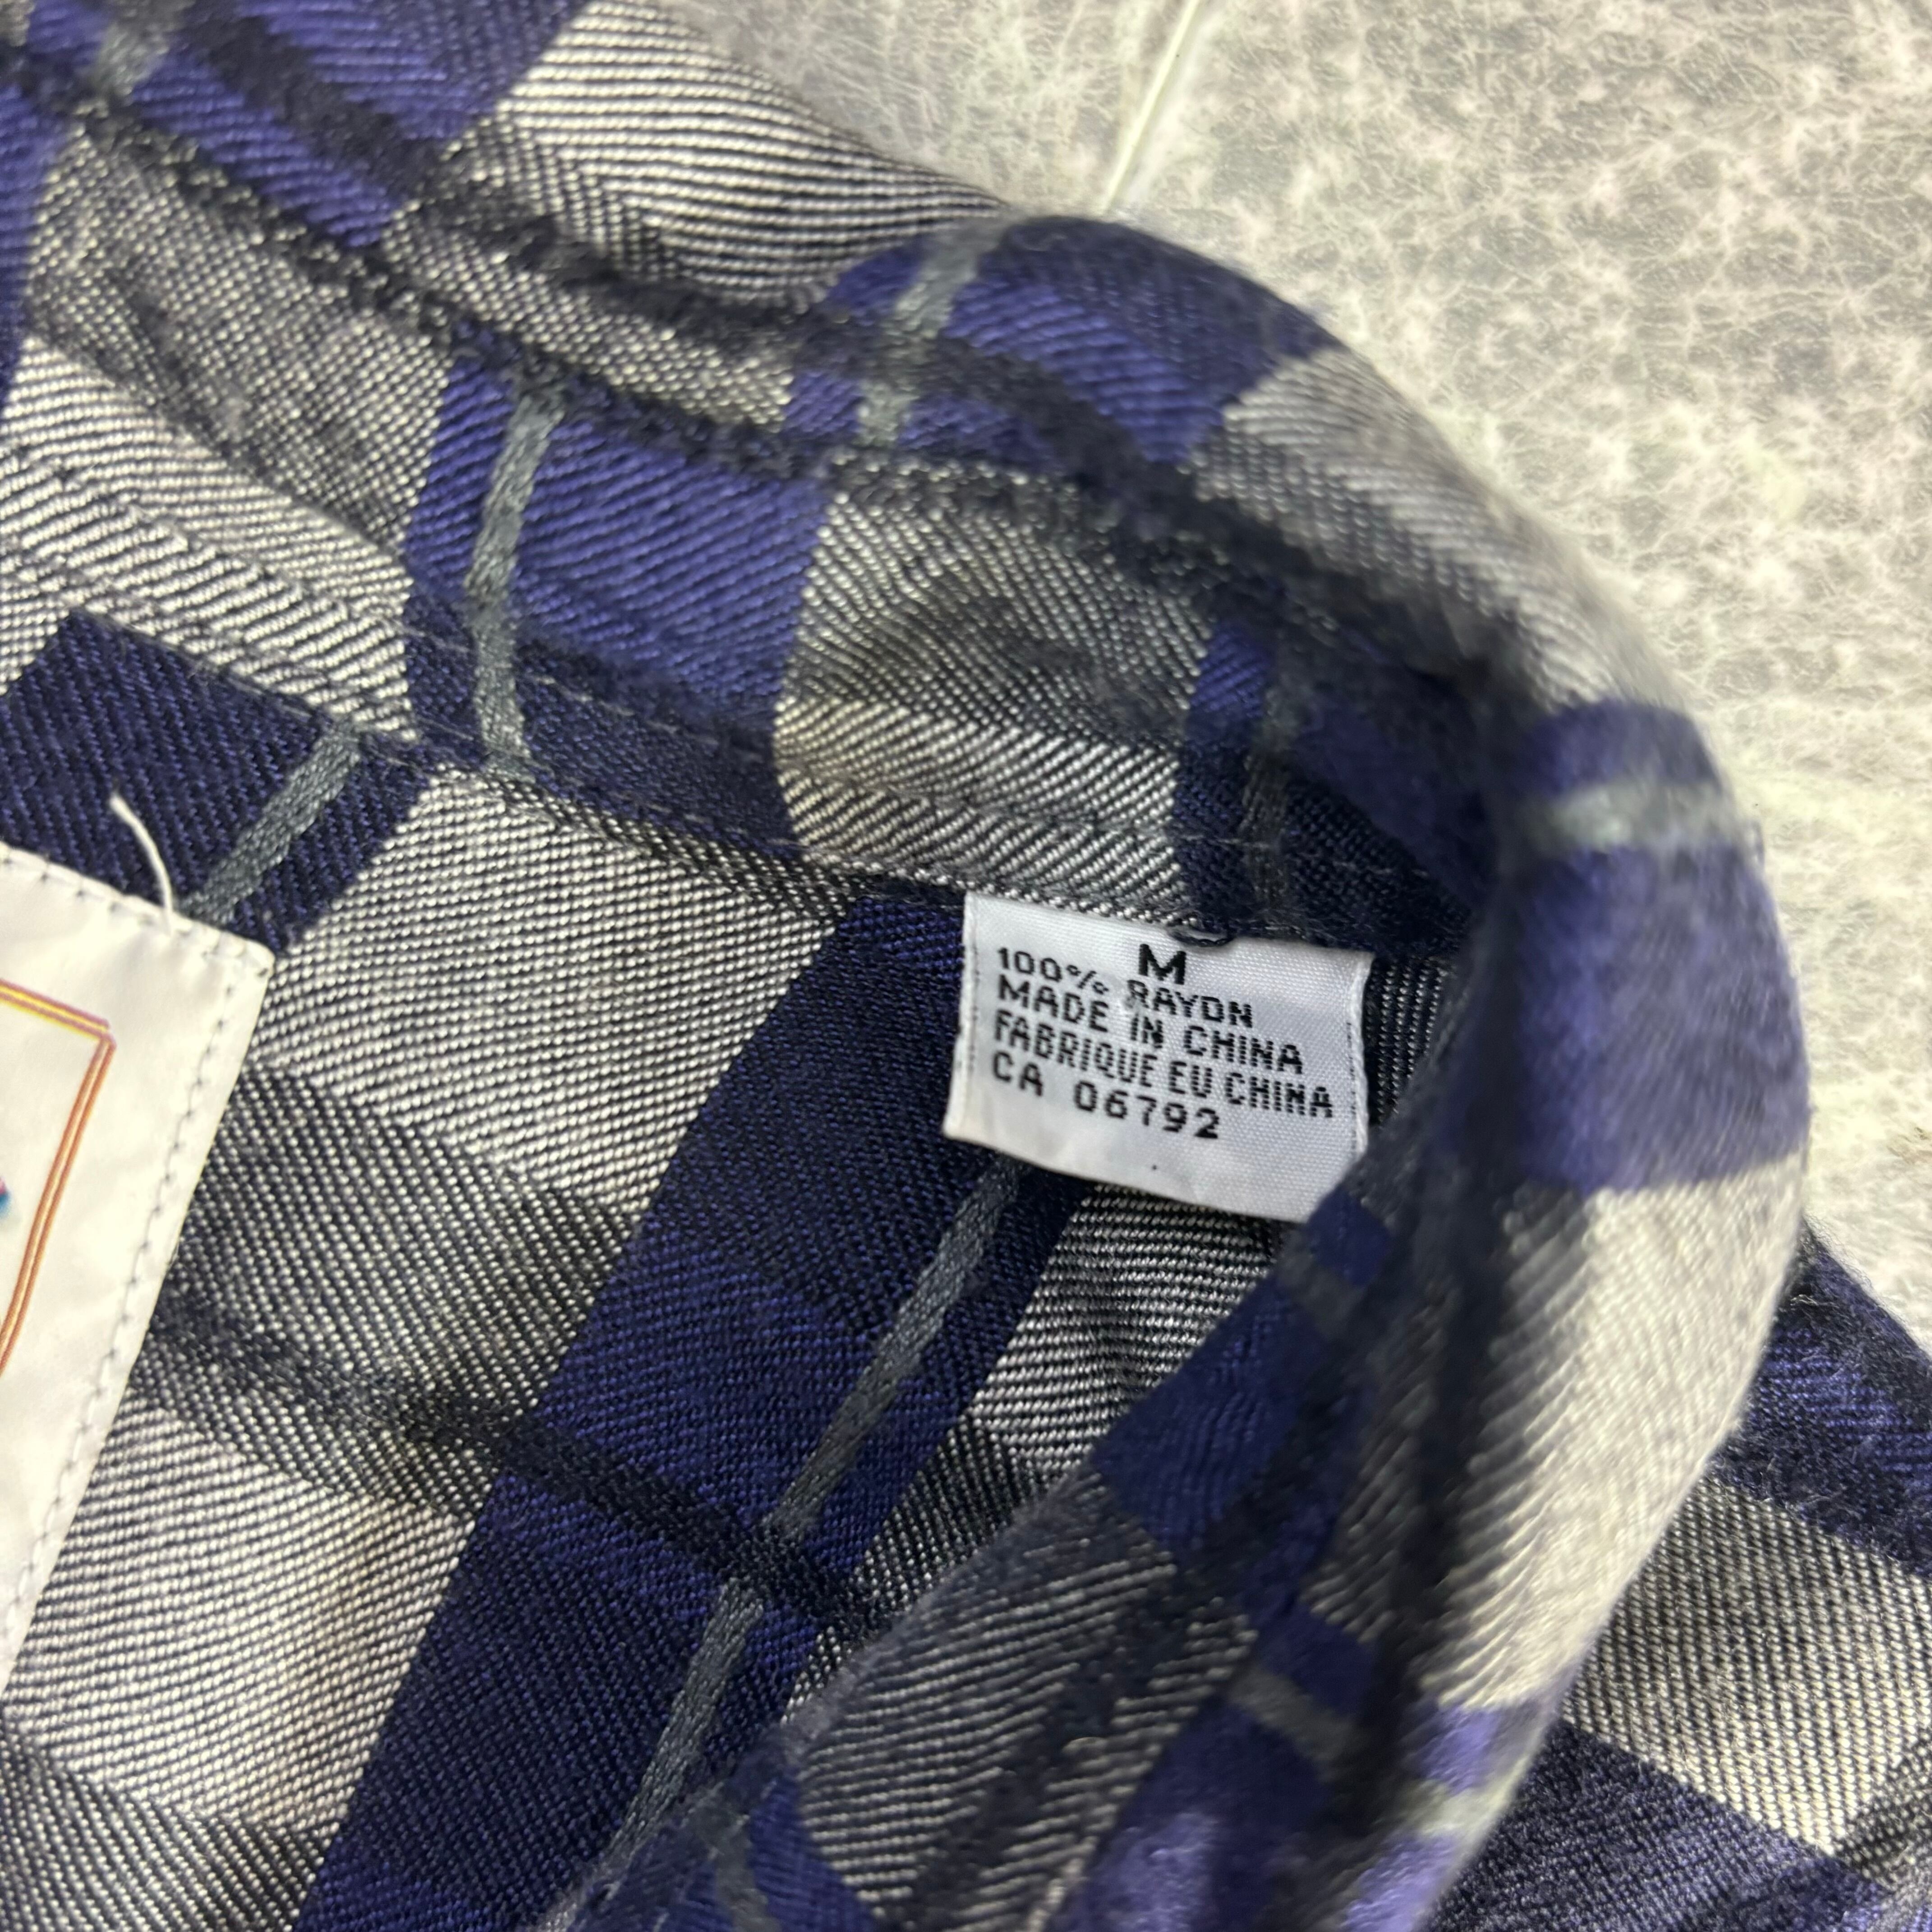 M
100% RAYON
MADE IN CHINA
FABRIQUE EU CHINA
CA 06792